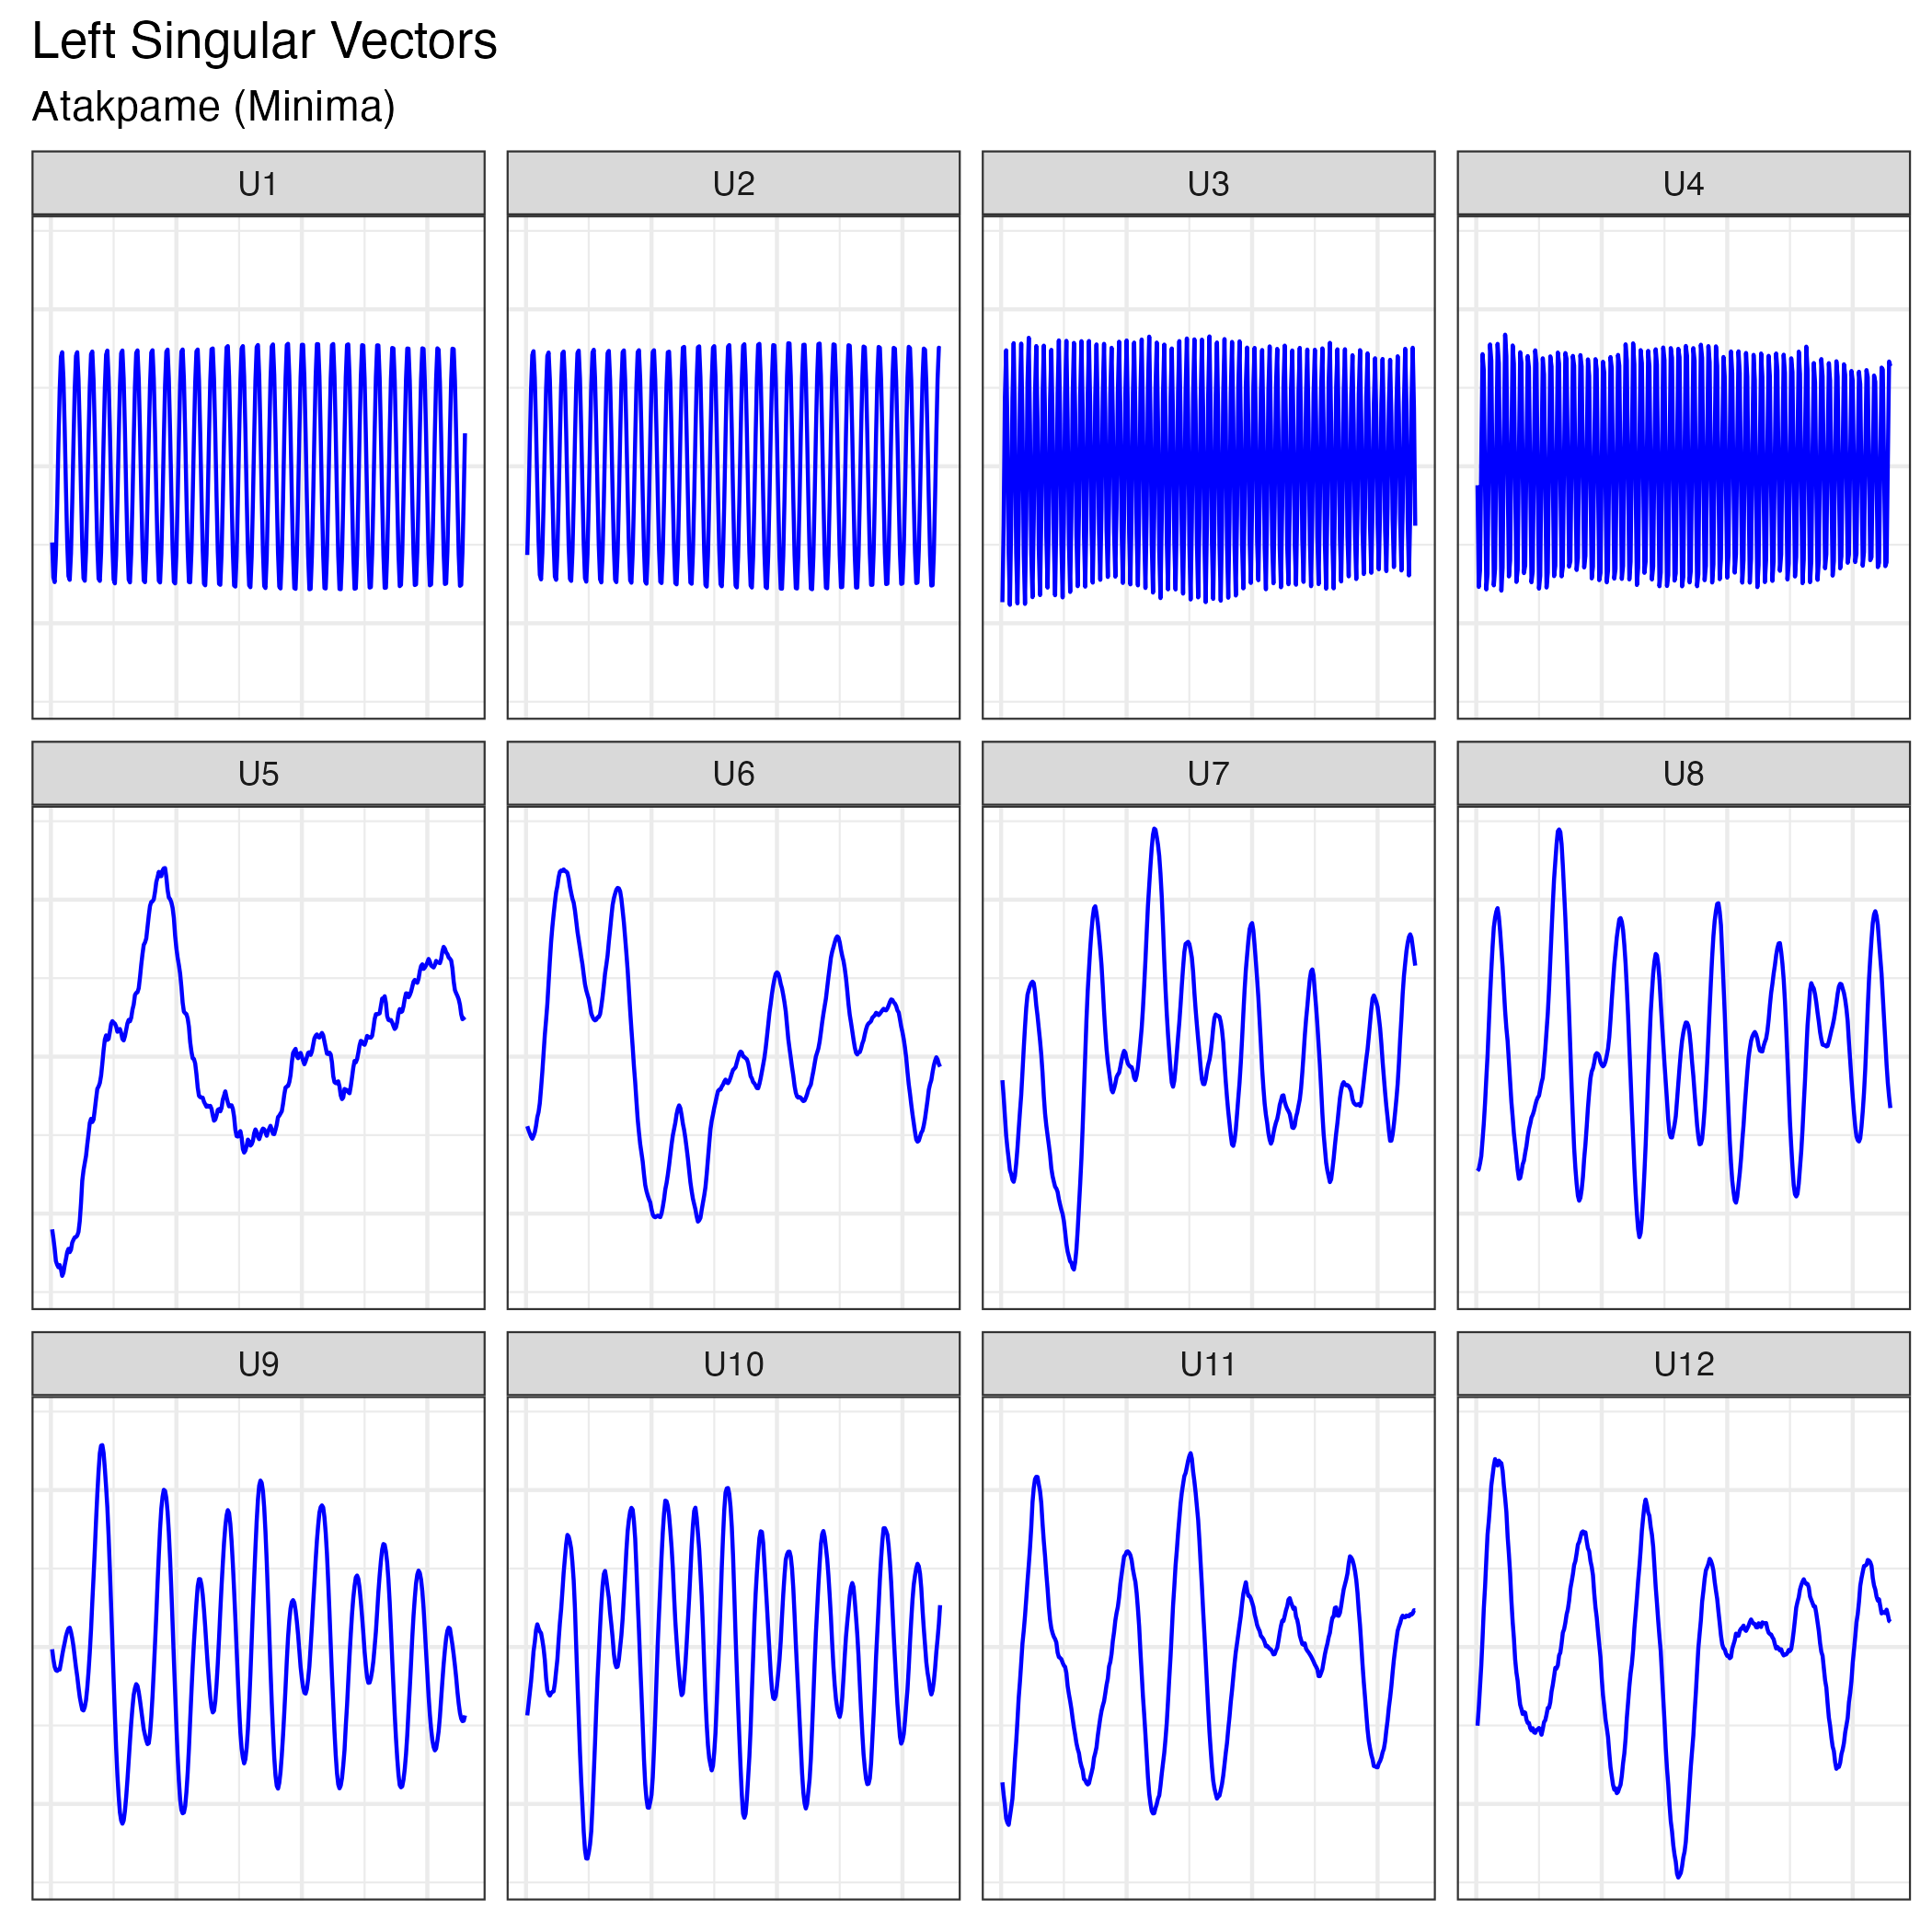 Left Singular Vectors
Atakpame (Minima)
U1 U2 U3 U4
U5 U6 U7 U8
U9 U10 U11 U12